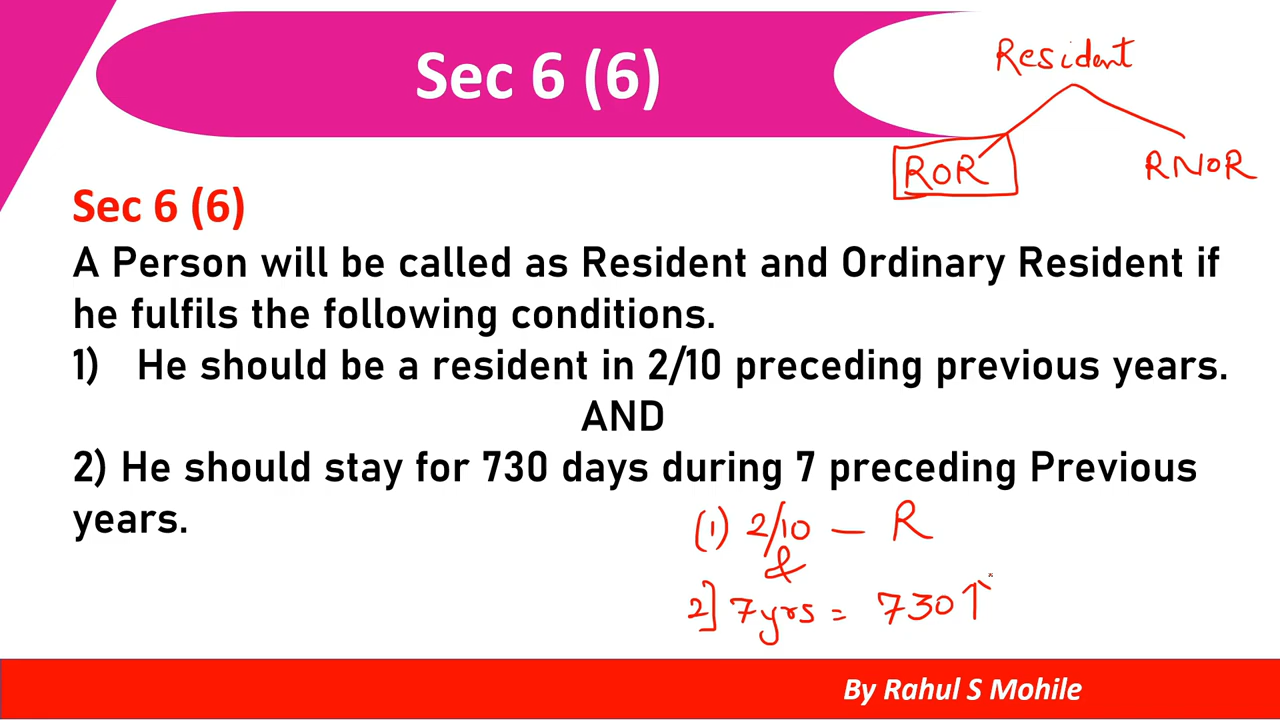 Sec 6 (6)
Resident
ROR
RNOR
Sec 6 (6)
A Person will be called as Resident and Ordinary Resident if
he fulfils the following conditions.
1) He should be a resident in 2/10 preceding previous years.
AND
2) He should stay for 730 days during 7 preceding Previous
years.
(1) 2/10 — R
&
2] 7yrs = 730↑
By Rahul S Mohile